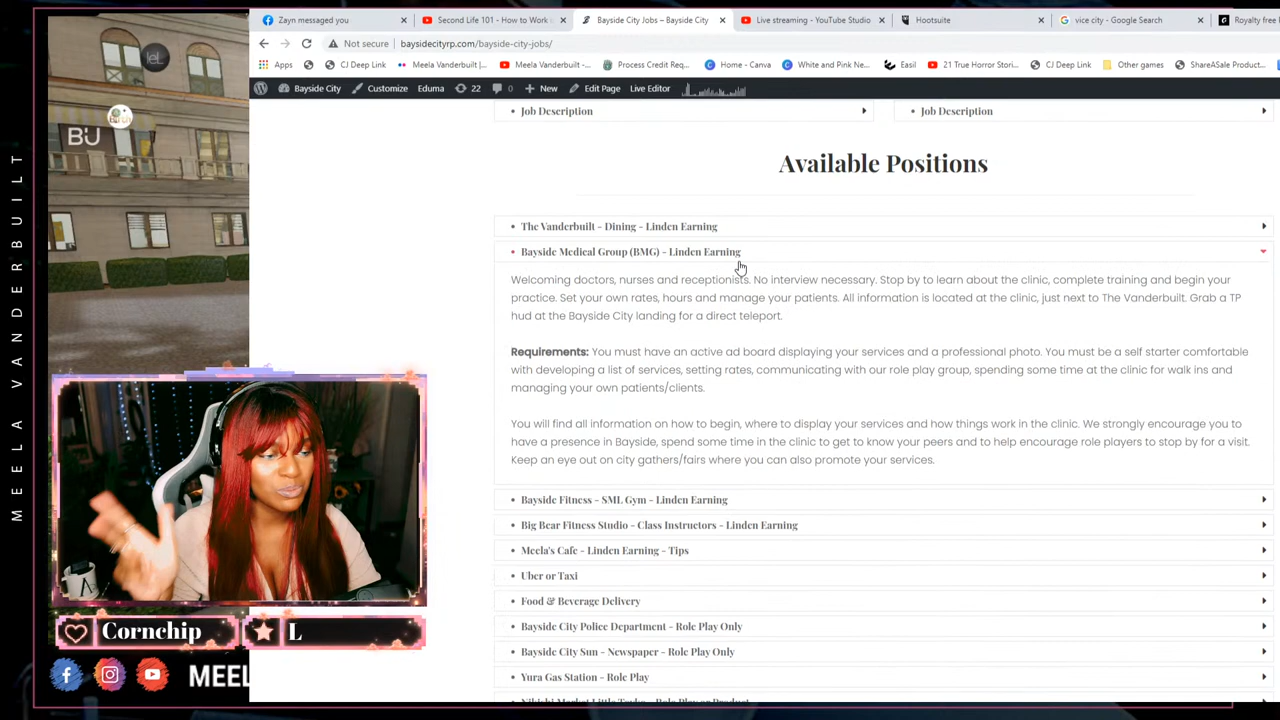 Zayn messaged you
Second Life 101 - How to Work
Bayside City Jobs – Bayside City
Live streaming - YouTube Studio
Hootsuite
vice city - Google Search
Royalty free
Not secure
baysidecityrp.com/bayside-city-jobs/
Apps
CJ Deep Link
Meela Vanderbuilt |...
Meela Vanderbuilt -...
Process Credit Req...
Home - Canva
White and Pink Ne...
Easil
21 True Horror Stori...
CJ Deep Link
Other games
ShareASale Produc...
Bayside City
Customize
Eduma
22
0
New
Edit Page
Live Editor
Job Description
Job Description
Available Positions
The Vanderbuilt - Dining - Linden Earning
Bayside Medical Group (BMG) - Linden Earning
Welcoming doctors, nurses and receptionists. No interview necessary. Stop by to learn about the clinic, complete training and begin your
practice. Set your own rates, hours and manage your patients. All information is located at the clinic, just next to The Vanderbuilt. Grab a TP
hud at the Bayside City landing for a direct teleport.
Requirements: You must have an active ad board displaying your services and a professional photo. You must be a self starter comfortable
with developing a list of services, setting rates, communicating with our role play group, spending some time at the clinic for walk ins and
managing your own patients/clients.
You will find all information on how to begin, where to display your services and how things work in the clinic. We strongly encourage you to
have a presence in Bayside, spend some time in the clinic to get to know your peers and to help encourage role players to stop by for a visit.
Keep an eye out on city gathers/fairs where you can also promote your services.
Bayside Fitness - SML Gym - Linden Earning
Big Bear Fitness Studio - Class Instructors - Linden Earning
Meela's Cafe - Linden Earning - Tips
Uber or Taxi
Food & Beverage Delivery
Bayside City Police Department - Role Play Only
Bayside City Sun - Newspaper - Role Play Only
Yura Gas Station - Role Play
MEELA VANDERBUILT
leL
birth
BU
Cornchip
L
MEEL